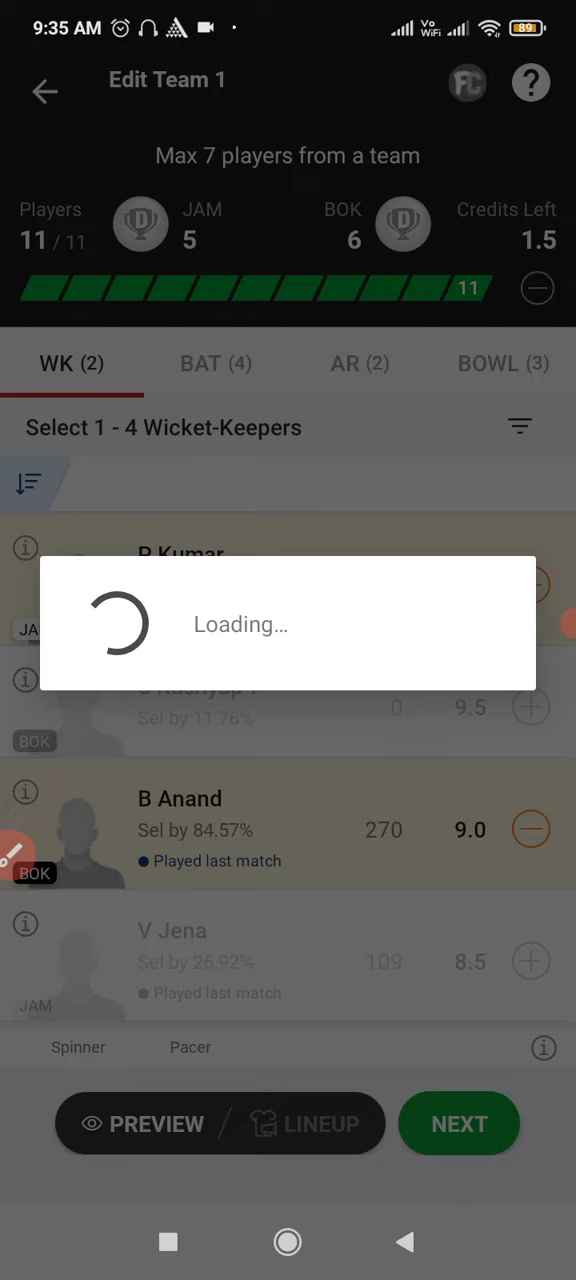 9:35 AM Vo WiFi 89
Edit Team 1
FC ?
Max 7 players from a team
Players JAM BOK Credits Left
11 / 11 D 5 6 D 1.5
11
WK (2) BAT (4) AR (2) BOWL (3)
Select 1 - 4 Wicket-Keepers
P Kumar
Loading...
Sel by 11.76% 0 9.5
BOK
B Anand
Sel by 84.57% 270 9.0
Played last match
BOK
V Jena
Sel by 26.92% 109 8.5
Played last match
JAM
Spinner Pacer
PREVIEW / LINEUP NEXT